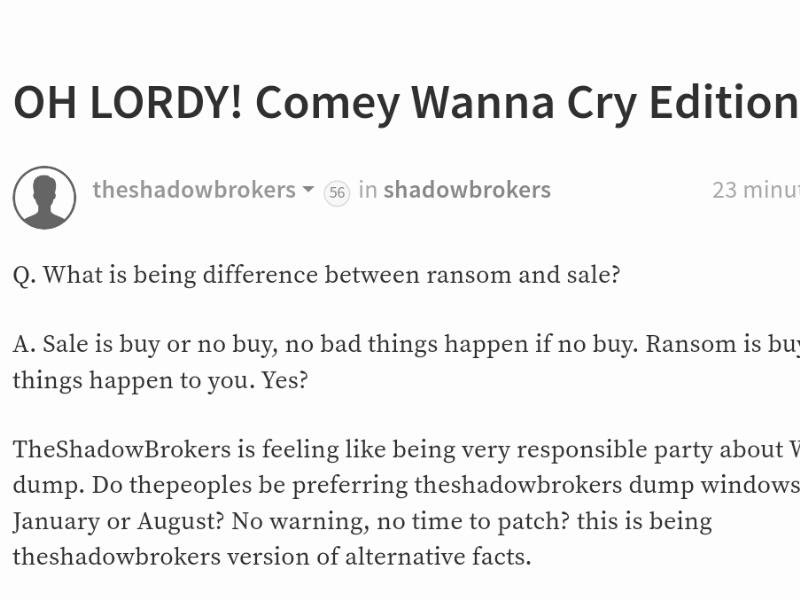 OH LORDY! Comey Wanna Cry Edition
theshadowbrokers 56 in shadowbrokers 23
Q. What is being difference between ransom and sale?
A. Sale is buy or no buy, no bad things happen if no buy. Ransom is
things happen to you. Yes?
TheShadowBrokers is feeling like being very responsible party about
dump. Do thepeoples be preferring theshadowbrokers dump windows
January or August? No warning, no time to patch? this is being
theshadowbrokers version of alternative facts.